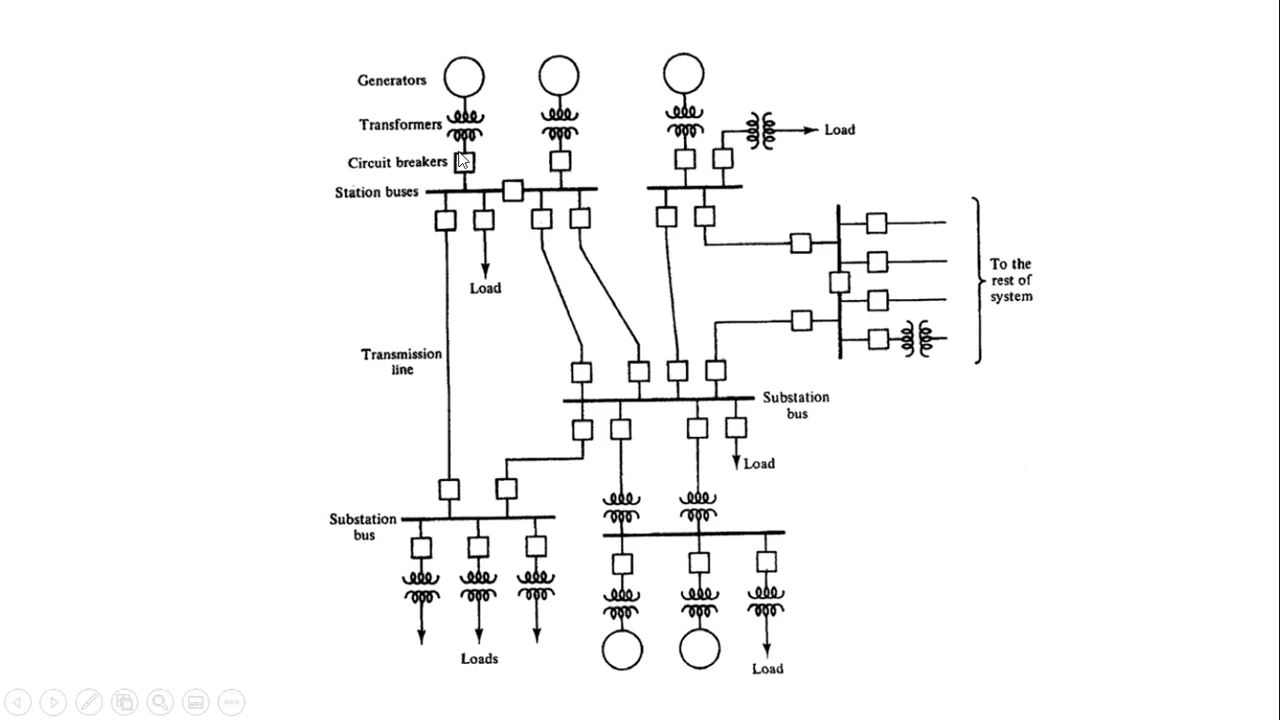 Generators
Transformers
Load
Circuit breakers
Station buses
To the
rest of
system
Load
Transmission
line
Substation
bus
Load
Substation
bus
Loads
Load